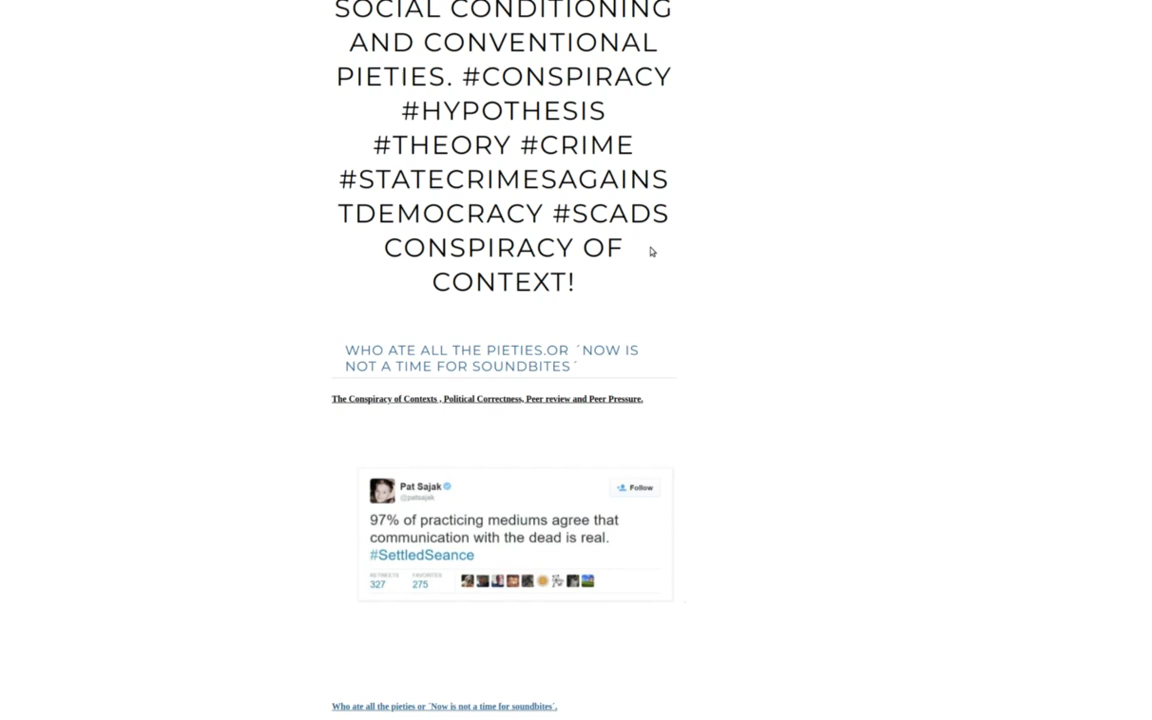 SOCIAL CONDITIONING
AND CONVENTIONAL
PIETIES. #CONSPIRACY
#HYPOTHESIS
#THEORY #CRIME
#STATECRIMESAGAINS
TDEMOCRACY #SCADS
CONSPIRACY OF
CONTEXT!
WHO ATE ALL THE PIETIES.OR ´NOW IS
NOT A TIME FOR SOUNDBITES´
The Conspiracy of Contexts , Political Correctness, Peer review and Peer Pressure.
Pat Sajak
@patsajak
Follow
97% of practicing mediums agree that
communication with the dead is real.
#SettledSeance
RETWEETS FAVORITES
327 275
Who ate all the pieties or ´Now is not a time for soundbites´.